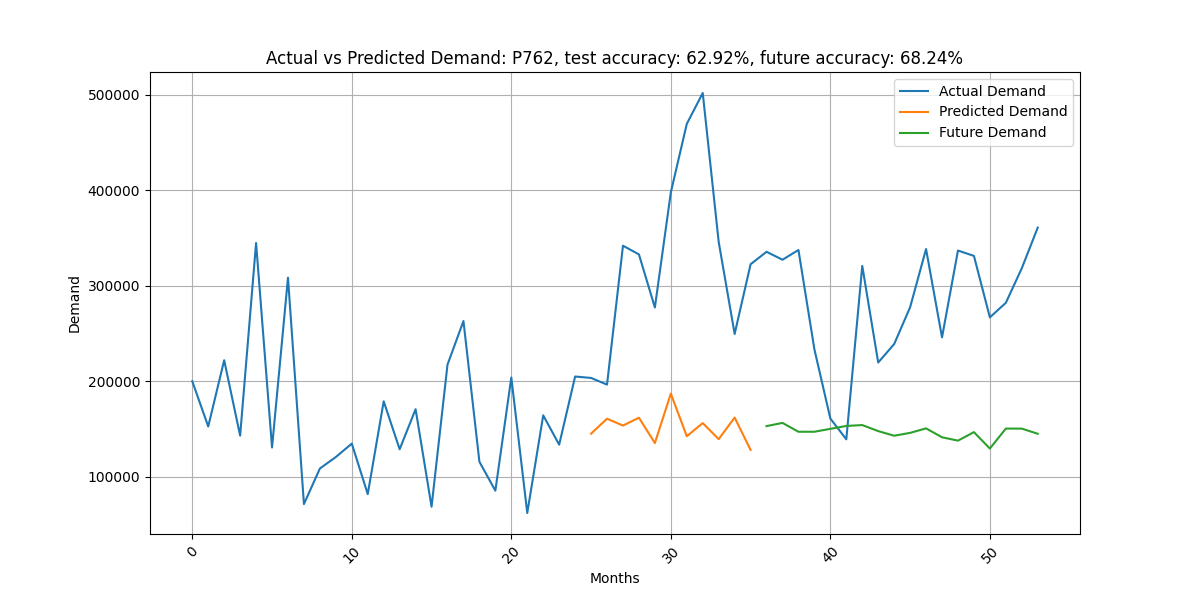 Actual vs Predicted Demand: P762, test accuracy: 62.92%, future accuracy: 68.24%
Actual Demand
Predicted Demand
Future Demand
500000
400000
300000
200000
100000
Demand
0
10
20
30
40
50
Months